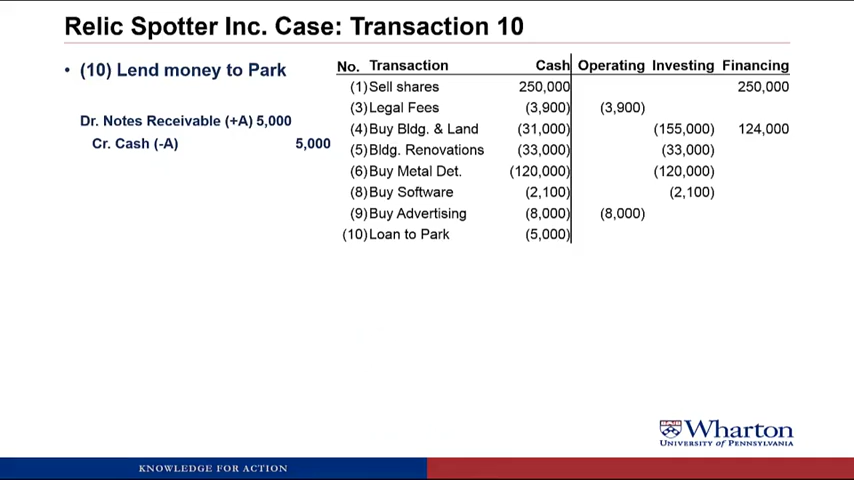 Relic Spotter Inc. Case: Transaction 10
• (10) Lend money to Park
Dr. Notes Receivable (+A) 5,000
Cr. Cash (-A) 5,000
No. Transaction Cash Operating Investing Financing
(1) Sell shares 250,000 250,000
(3) Legal Fees (3,900) (3,900)
(4) Buy Bldg. & Land (31,000) (155,000) 124,000
(5) Bldg. Renovations (33,000) (33,000)
(6) Buy Metal Det. (120,000) (120,000)
(8) Buy Software (2,100) (2,100)
(9) Buy Advertising (8,000) (8,000)
(10) Loan to Park (5,000)
Wharton
UNIVERSITY OF PENNSYLVANIA
KNOWLEDGE FOR ACTION